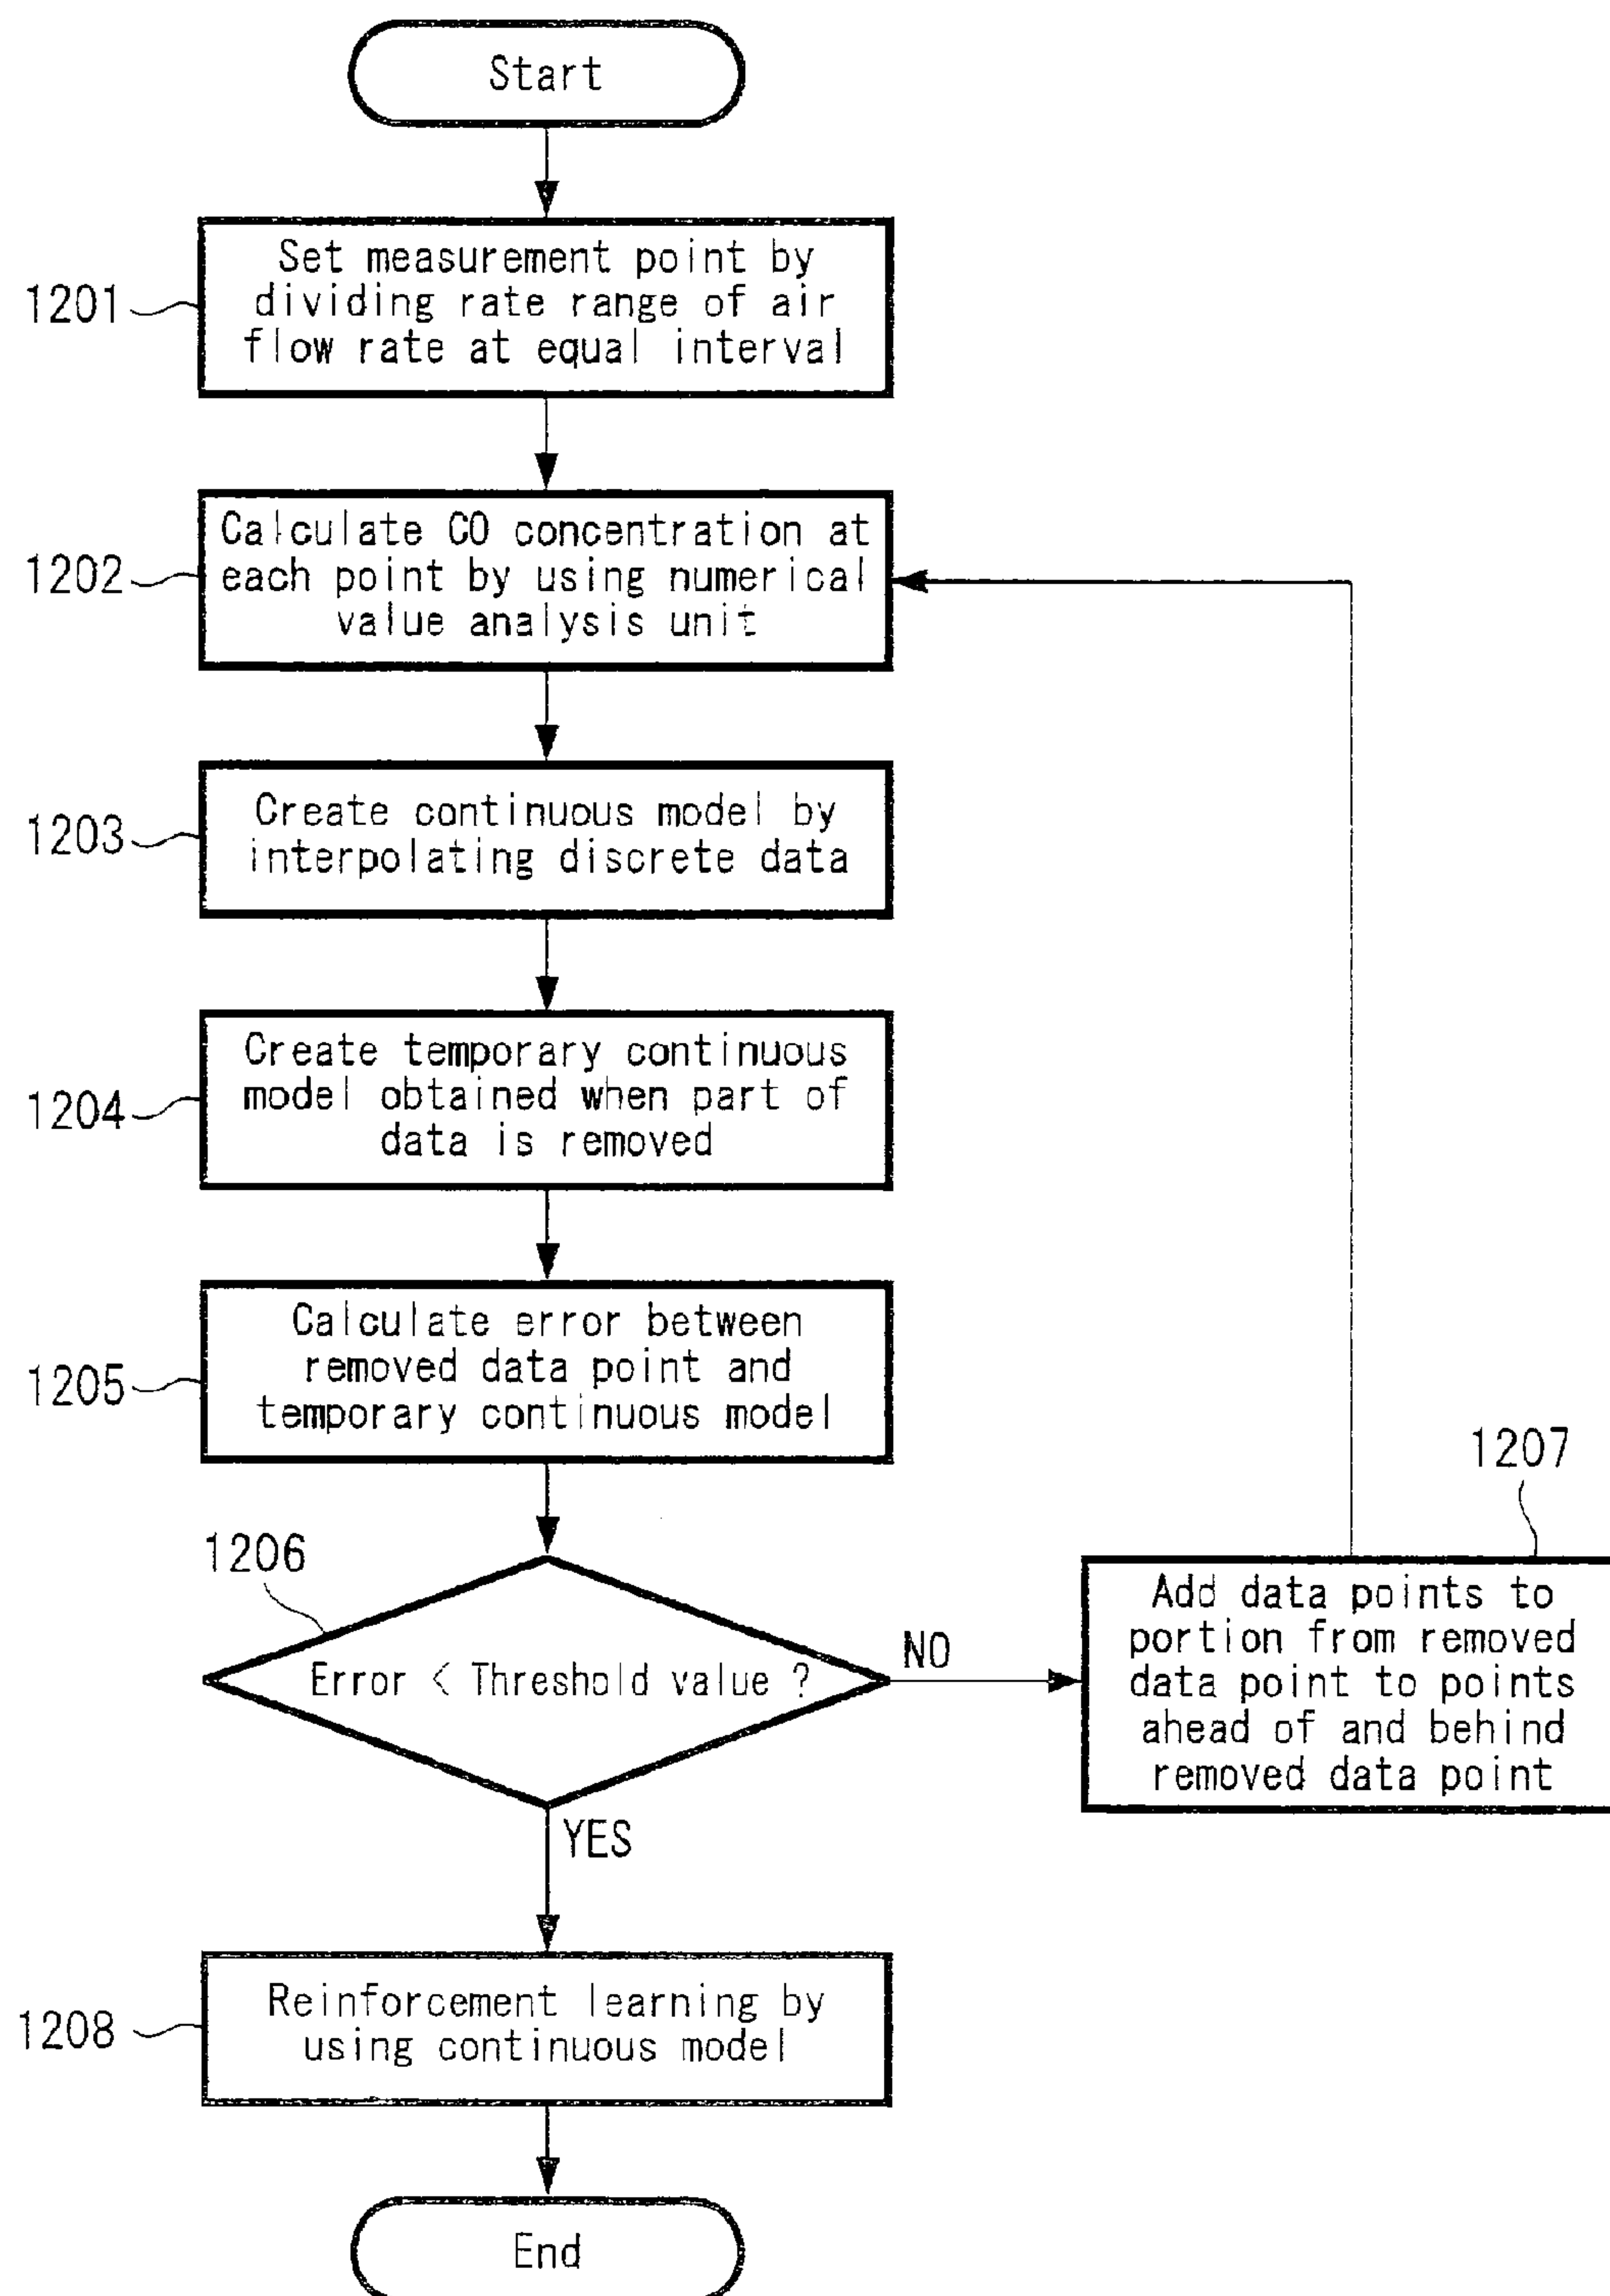 Start
1201
Set measurement point by
dividing rate range of air
flow rate at equal interval
1202
Calculate CO concentration at
each point by using numerical
value analysis unit
1203
Create continuous model by
interpolating discrete data
1204
Create temporary continuous
model obtained when part of
data is removed
1205
Calculate error between
removed data point and
temporary continuous model
1206
Error < Threshold value ?
NO
1207
Add data points to
portion from removed
data point to points
ahead of and behind
removed data point
YES
1208
Reinforcement learning by
using continuous model
End